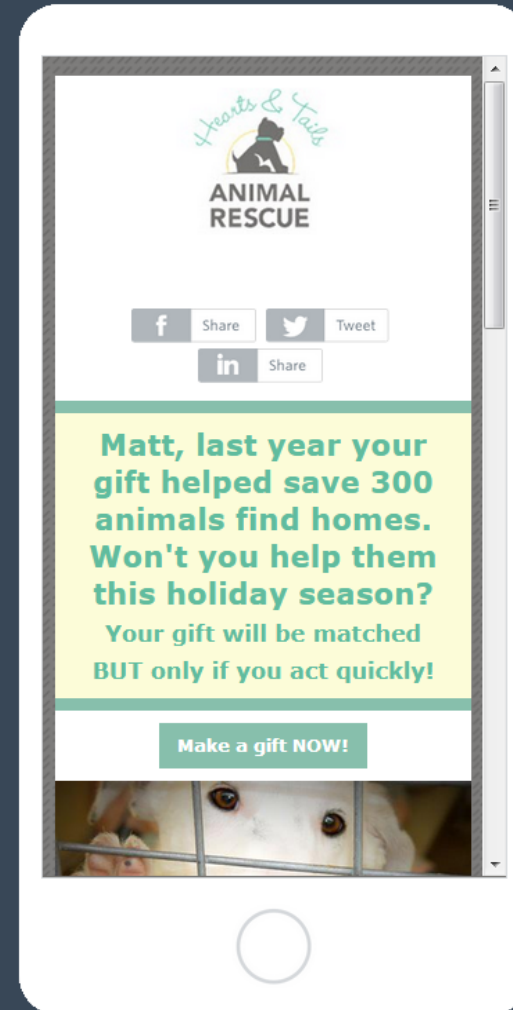 Hearts & Tails
ANIMAL
RESCUE
f Share Tweet
in Share
Matt, last year your
gift helped save 300
animals find homes.
Won't you help them
this holiday season?
Your gift will be matched
BUT only if you act quickly!
Make a gift NOW!